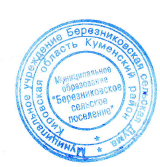 Муниципальное учреждение Березниковская сельская Дума
Кировская область Куменский район
Муниципальное
образование
"Березниковское
сельское
поселение"